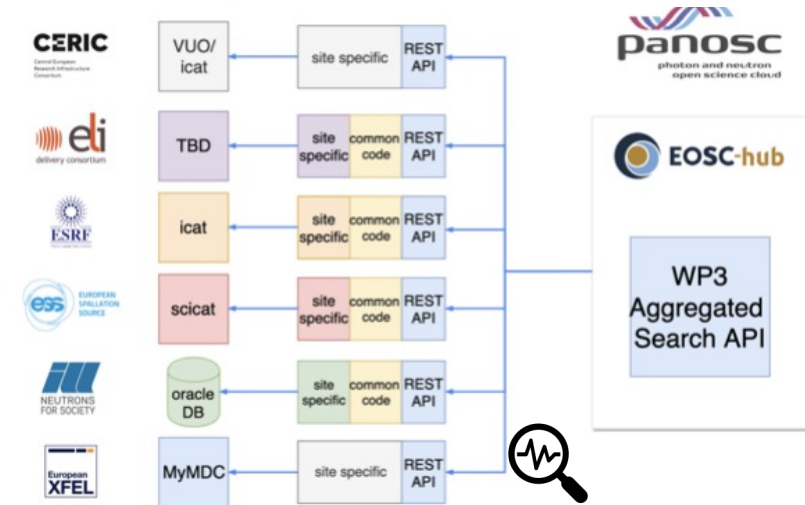 CERIC
Central European
Research Infrastructure
Consortium
VUO/
icat
site specific
REST
API
panosc
photon and neutron
open science cloud
eli
delivery consortium
TBD
site
specific
common
code
REST
API
EOSC-hub
ESRF
icat
site
specific
common
code
REST
API
WP3
Aggregated
Search API
ess
EUROPEAN
SPALLATION
SOURCE
scicat
site
specific
common
code
REST
API
NEUTRONS
FOR SOCIETY
oracle
DB
site
specific
common
code
REST
API
European
XFEL
MyMDC
site specific
REST
API